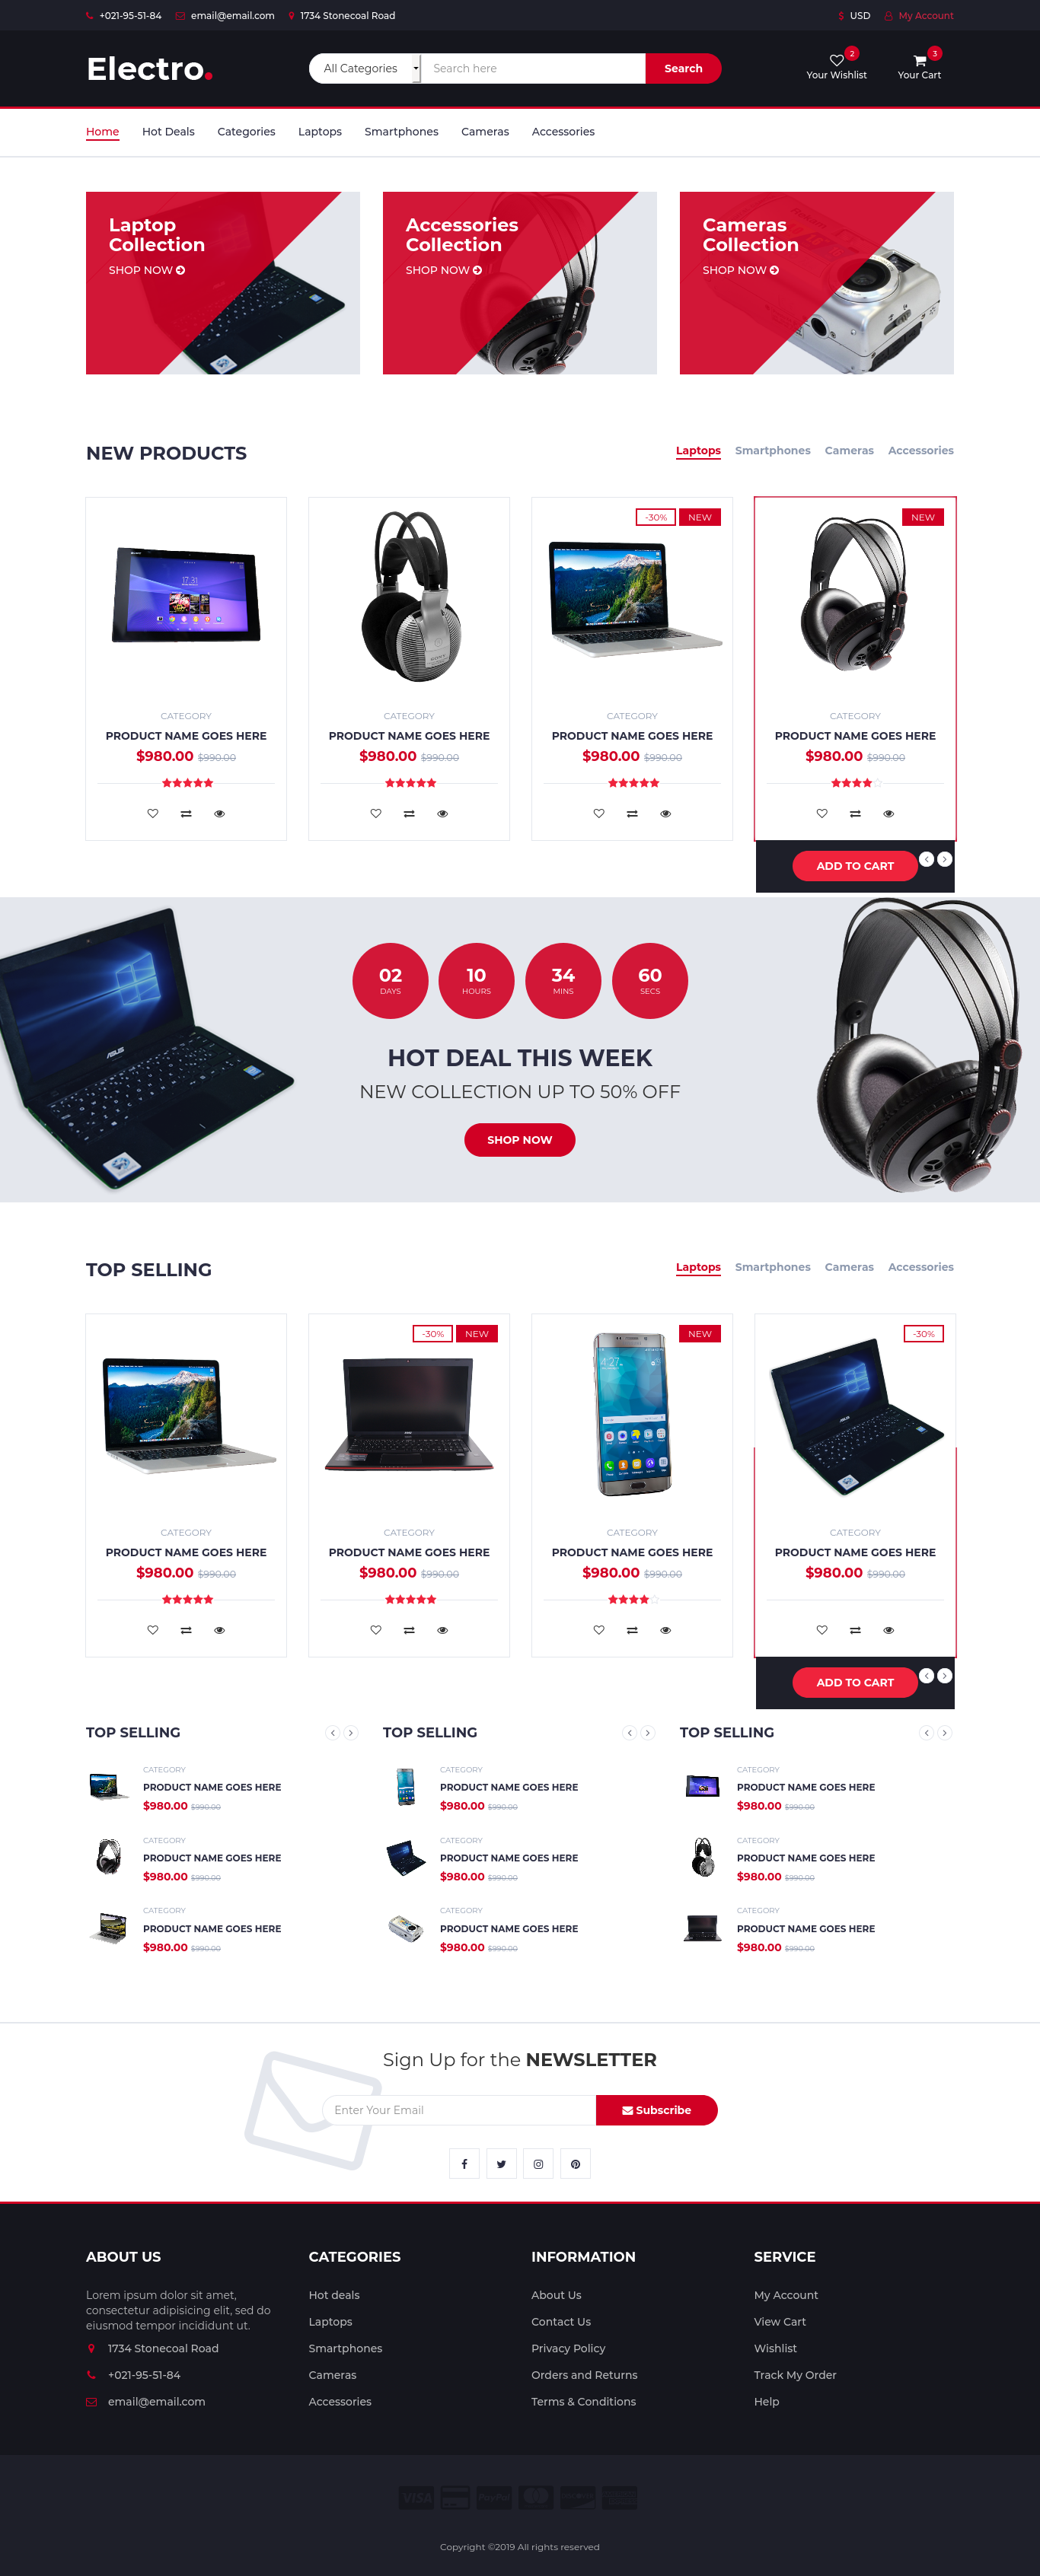 +021-95-51-84 email@email.com 1734 Stonecoal Road
$ USD My Account
Electro.
All Categories Search here Search
2
Your Wishlist
3
Your Cart
Home Hot Deals Categories Laptops Smartphones Cameras Accessories
Laptop
Collection
SHOP NOW
Accessories
Collection
SHOP NOW
Cameras
Collection
SHOP NOW
NEW PRODUCTS
Laptops Smartphones Cameras Accessories
CATEGORY
PRODUCT NAME GOES HERE
$980.00 $990.00
CATEGORY
PRODUCT NAME GOES HERE
$980.00 $990.00
-30% NEW
CATEGORY
PRODUCT NAME GOES HERE
$980.00 $990.00
NEW
CATEGORY
PRODUCT NAME GOES HERE
$980.00 $990.00
ADD TO CART
02
DAYS
10
HOURS
34
MINS
60
SECS
HOT DEAL THIS WEEK
NEW COLLECTION UP TO 50% OFF
SHOP NOW
TOP SELLING
Laptops Smartphones Cameras Accessories
CATEGORY
PRODUCT NAME GOES HERE
$980.00 $990.00
-30% NEW
CATEGORY
PRODUCT NAME GOES HERE
$980.00 $990.00
NEW
CATEGORY
PRODUCT NAME GOES HERE
$980.00 $990.00
-30%
CATEGORY
PRODUCT NAME GOES HERE
$980.00 $990.00
ADD TO CART
TOP SELLING
CATEGORY
PRODUCT NAME GOES HERE
$980.00 $990.00
CATEGORY
PRODUCT NAME GOES HERE
$980.00 $990.00
CATEGORY
PRODUCT NAME GOES HERE
$980.00 $990.00
TOP SELLING
CATEGORY
PRODUCT NAME GOES HERE
$980.00 $990.00
CATEGORY
PRODUCT NAME GOES HERE
$980.00 $990.00
CATEGORY
PRODUCT NAME GOES HERE
$980.00 $990.00
TOP SELLING
CATEGORY
PRODUCT NAME GOES HERE
$980.00 $990.00
CATEGORY
PRODUCT NAME GOES HERE
$980.00 $990.00
CATEGORY
PRODUCT NAME GOES HERE
$980.00 $990.00
Sign Up for the NEWSLETTER
Enter Your Email Subscribe
ABOUT US
Lorem ipsum dolor sit amet,
consectetur adipisicing elit, sed do
eiusmod tempor incididunt ut.
1734 Stonecoal Road
+021-95-51-84
email@email.com
CATEGORIES
Hot deals
Laptops
Smartphones
Cameras
Accessories
INFORMATION
About Us
Contact Us
Privacy Policy
Orders and Returns
Terms & Conditions
SERVICE
My Account
View Cart
Wishlist
Track My Order
Help
VISA PayPal
Copyright ©2019 All rights reserved